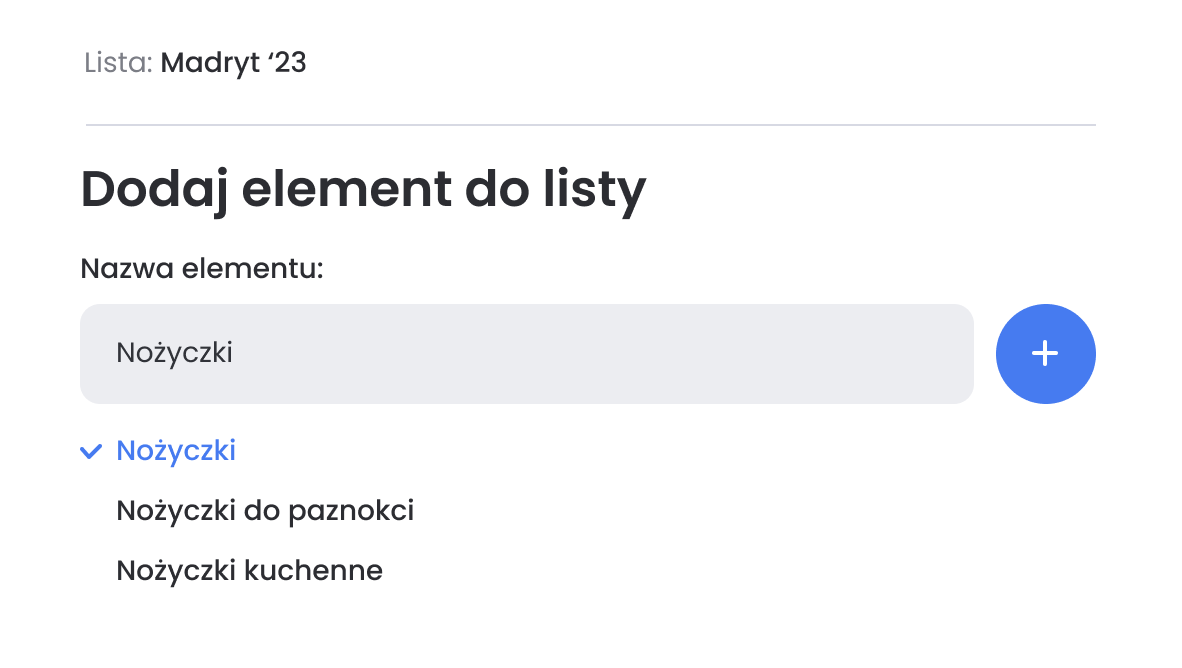 Lista: Madryt ‘23
Dodaj element do listy
Nazwa elementu:
Nożyczki
Nożyczki
Nożyczki do paznokci
Nożyczki kuchenne